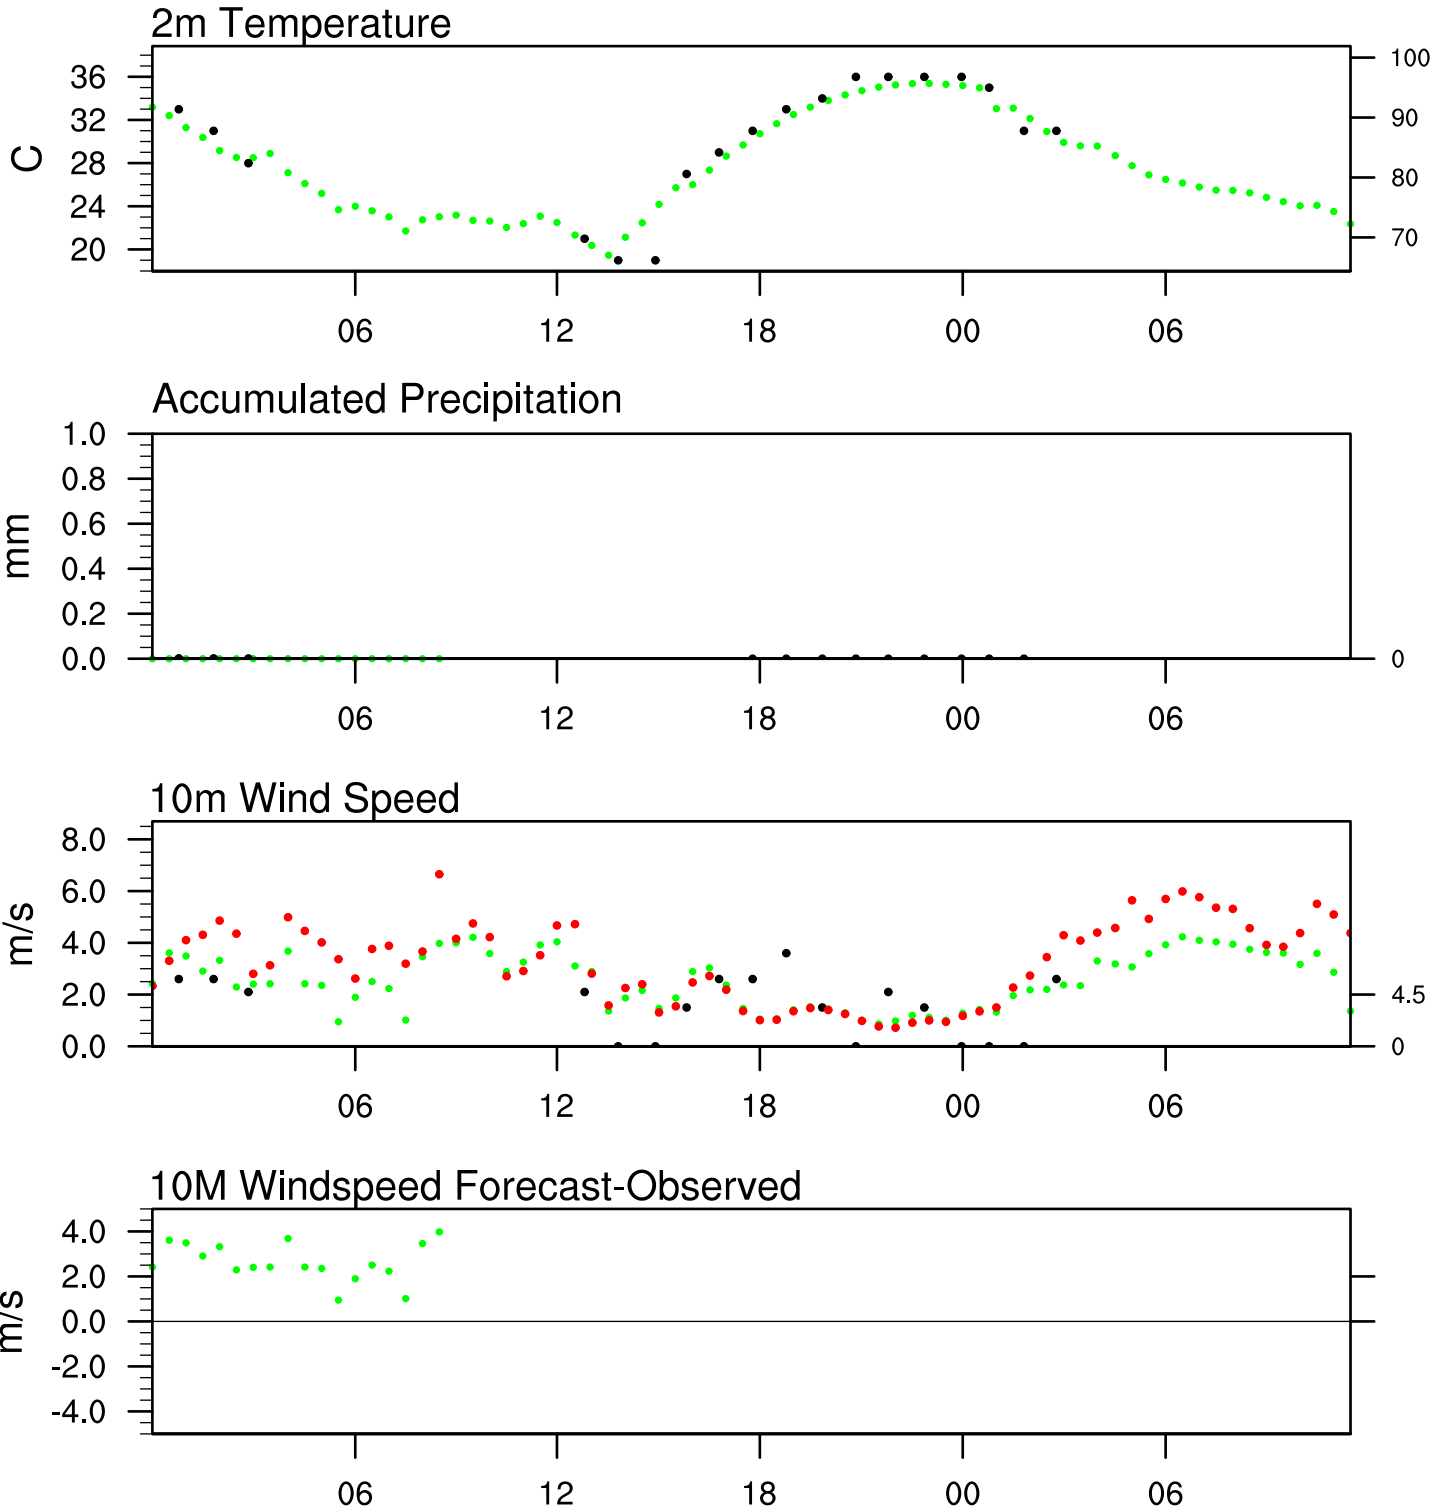 2m Temperature
C
36
32
28
24
20
100
90
80
70
06 12 18 00 06
Accumulated Precipitation
mm
1.0
0.8
0.6
0.4
0.2
0.0
0
06 12 18 00 06
10m Wind Speed
m/s
8.0
6.0
4.0
2.0
0.0
4.5
0
06 12 18 00 06
10M Windspeed Forecast-Observed
m/s
4.0
2.0
0.0
-2.0
-4.0
06 12 18 00 06